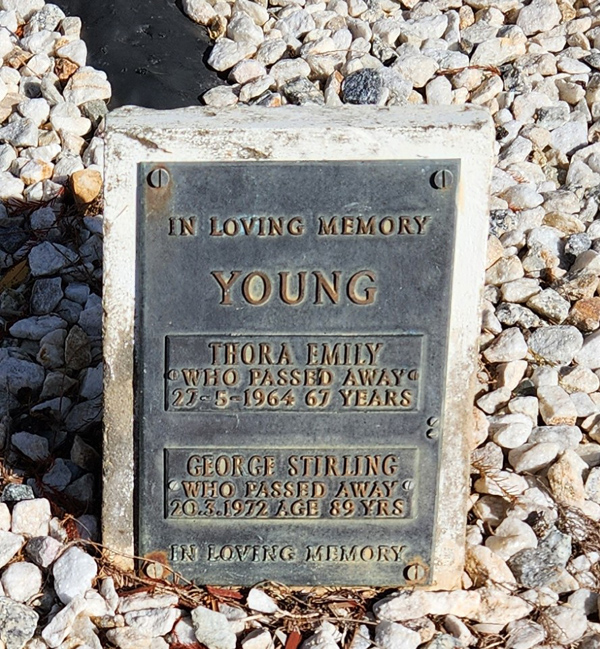 IN LOVING MEMORY
YOUNG
THORA EMILY
WHO PASSED AWAY
27-5-1964 67 YEARS
GEORGE STIRLING
WHO PASSED AWAY
20.3.1972 AGE 89 YRS
IN LOVING MEMORY